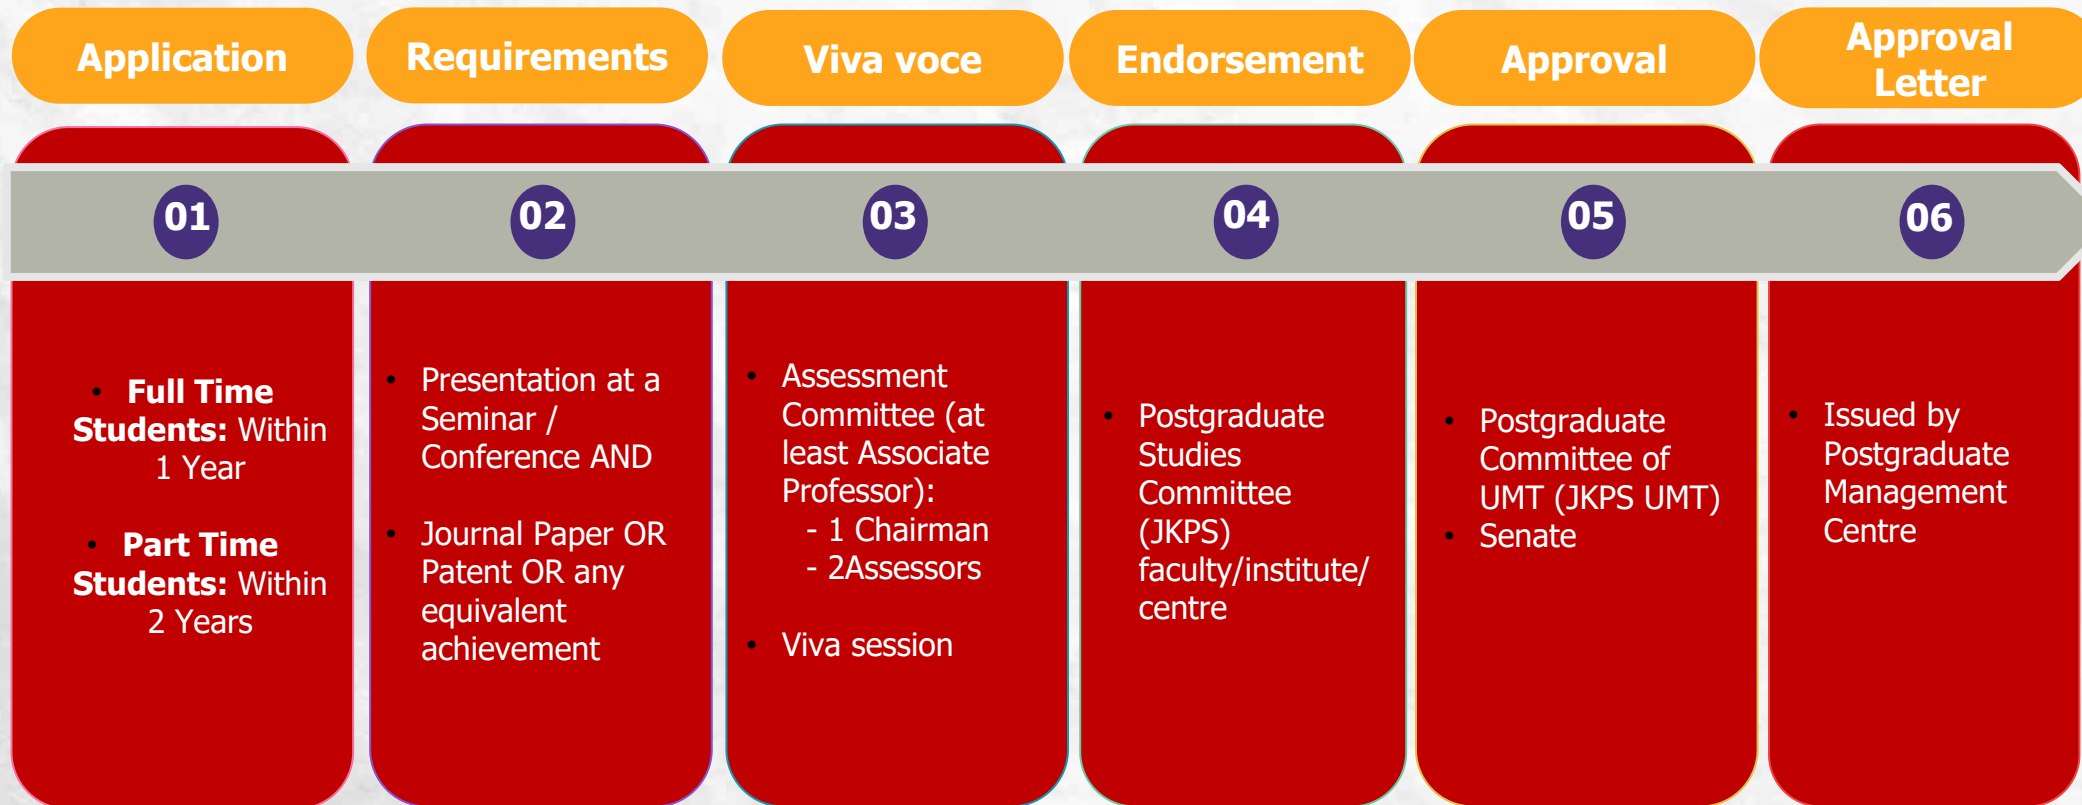 Application
Requirements
Viva voce
Endorsement
Approval
Approval
Letter
01
02
03
04
05
06
• Full Time
Students: Within
1 Year
• Part Time
Students: Within
2 Years
• Presentation at a
Seminar /
Conference AND
• Journal Paper OR
Patent OR any
equivalent
achievement
• Assessment
Committee (at
least Associate
Professor):
- 1 Chairman
- 2Assessors
• Viva session
• Postgraduate
Studies
Committee
(JKPS)
faculty/institute/
centre
• Postgraduate
Committee of
UMT (JKPS UMT)
• Senate
• Issued by
Postgraduate
Management
Centre